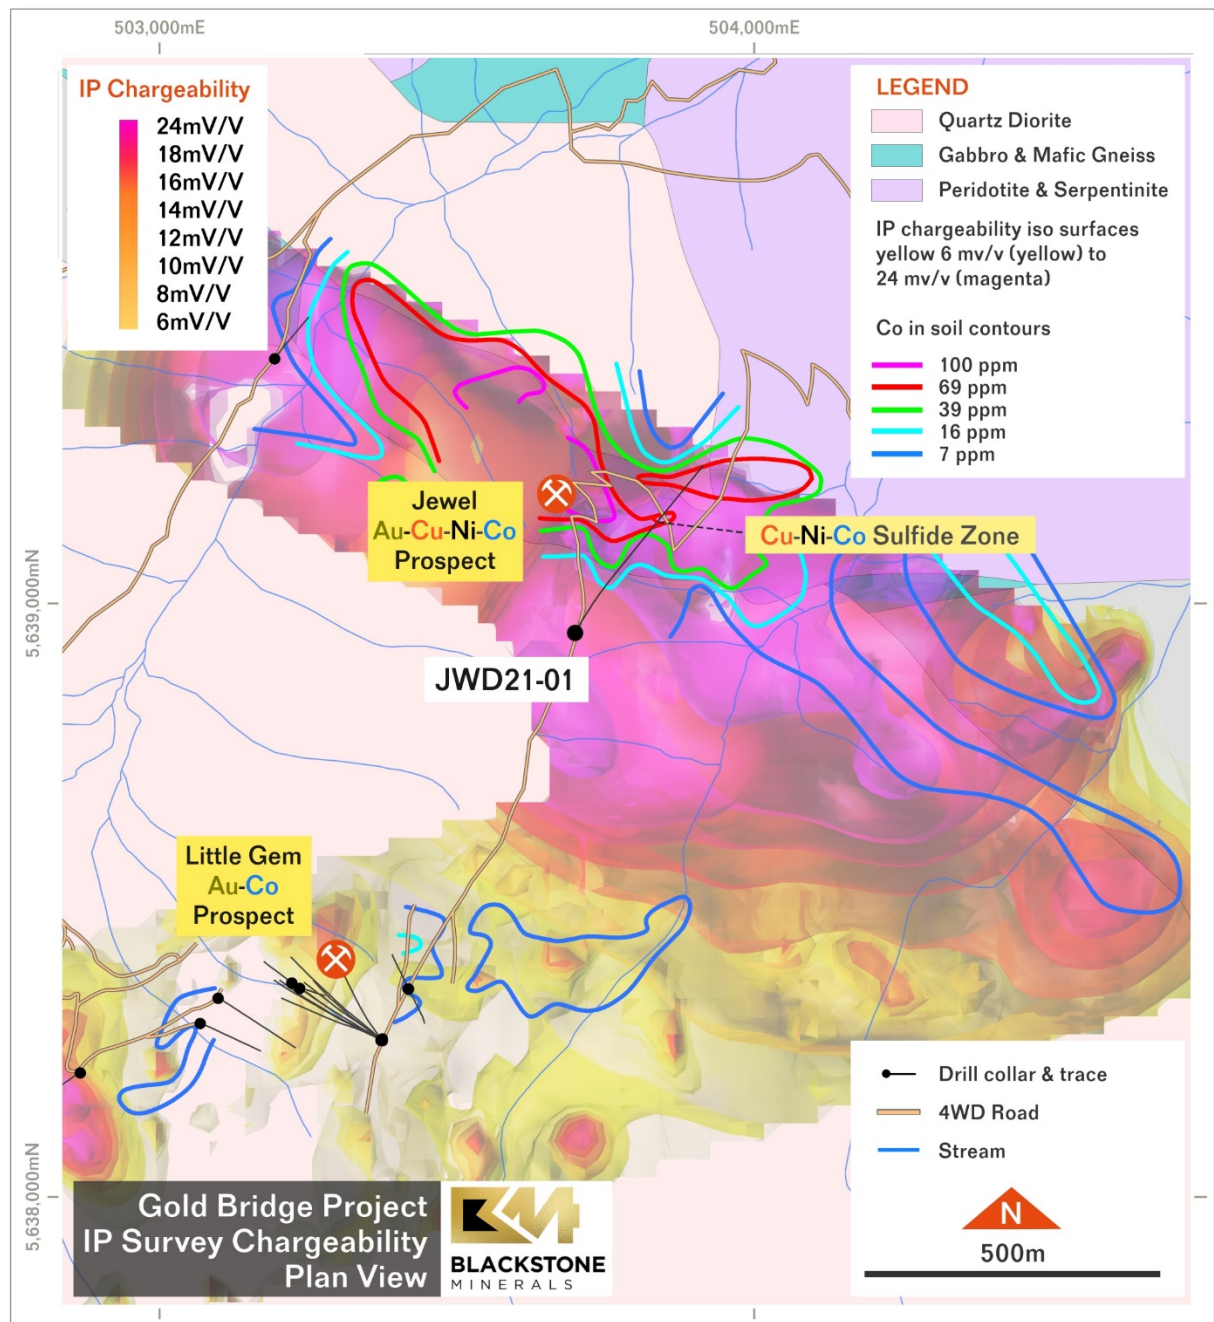 503,000mE
504,000mE
IP Chargeability
24mV/V
18mV/V
16mV/V
14mV/V
12mV/V
10mV/V
8mV/V
6mV/V
LEGEND
Quartz Diorite
Gabbro & Mafic Gneiss
Peridotite & Serpentinite
IP chargeability iso surfaces
yellow 6 mv/v (yellow) to
24 mv/v (magenta)
Co in soil contours
100 ppm
69 ppm
39 ppm
16 ppm
7 ppm
Jewel
Au-Cu-Ni-Co
Prospect
Cu-Ni-Co Sulfide Zone
5,639,000mN
JWD21-01
Little Gem
Au-Co
Prospect
5,638,000mN
Drill collar & trace
4WD Road
Stream
N
500m
Gold Bridge Project
IP Survey Chargeability
Plan View
BLACKSTONE
MINERALS